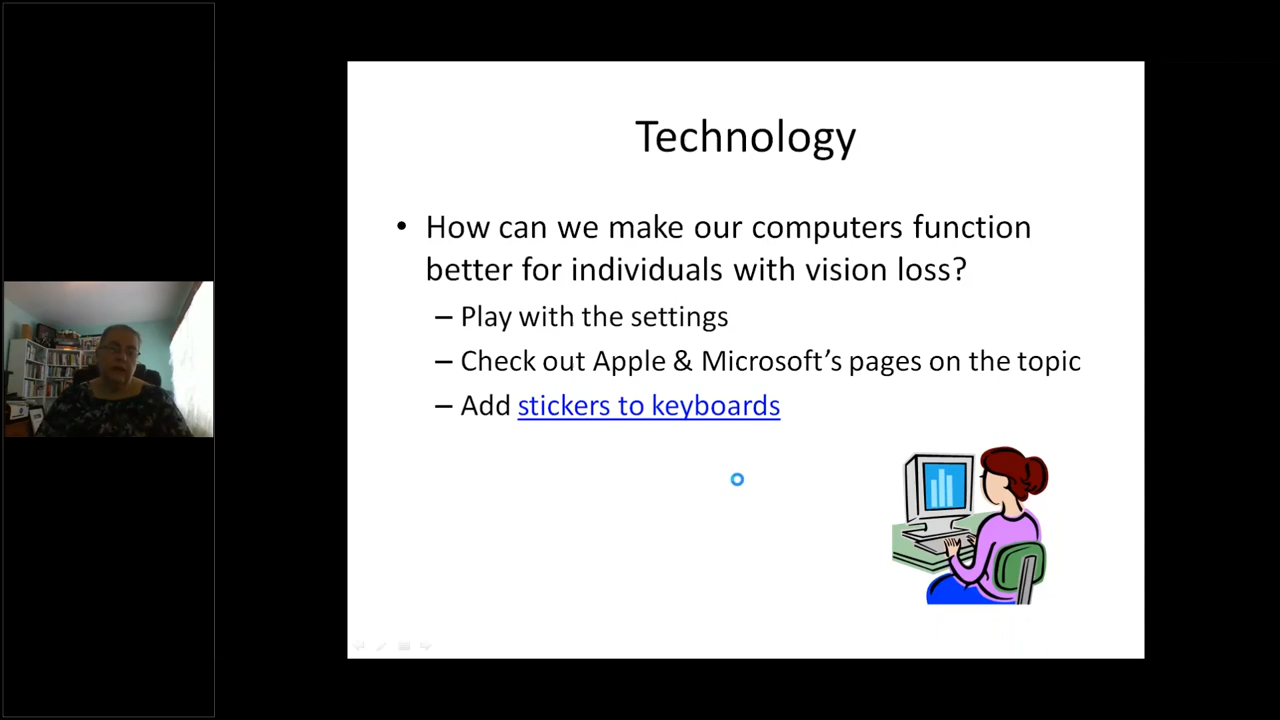 Technology
• How can we make our computers function
better for individuals with vision loss?
– Play with the settings
– Check out Apple & Microsoft’s pages on the topic
– Add stickers to keyboards